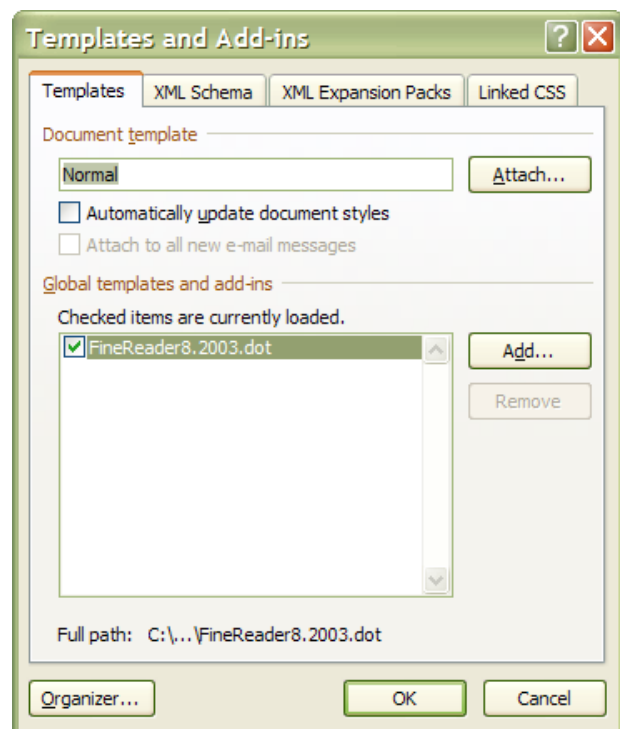 Templates and Add-ins
Templates XML Schema XML Expansion Packs Linked CSS
Document template
Normal Attach...
Automatically update document styles
Attach to all new e-mail messages
Global templates and add-ins
Checked items are currently loaded.
FineReader8.2003.dot Add...
Remove
Full path: C:\...\FineReader8.2003.dot
Organizer... OK Cancel